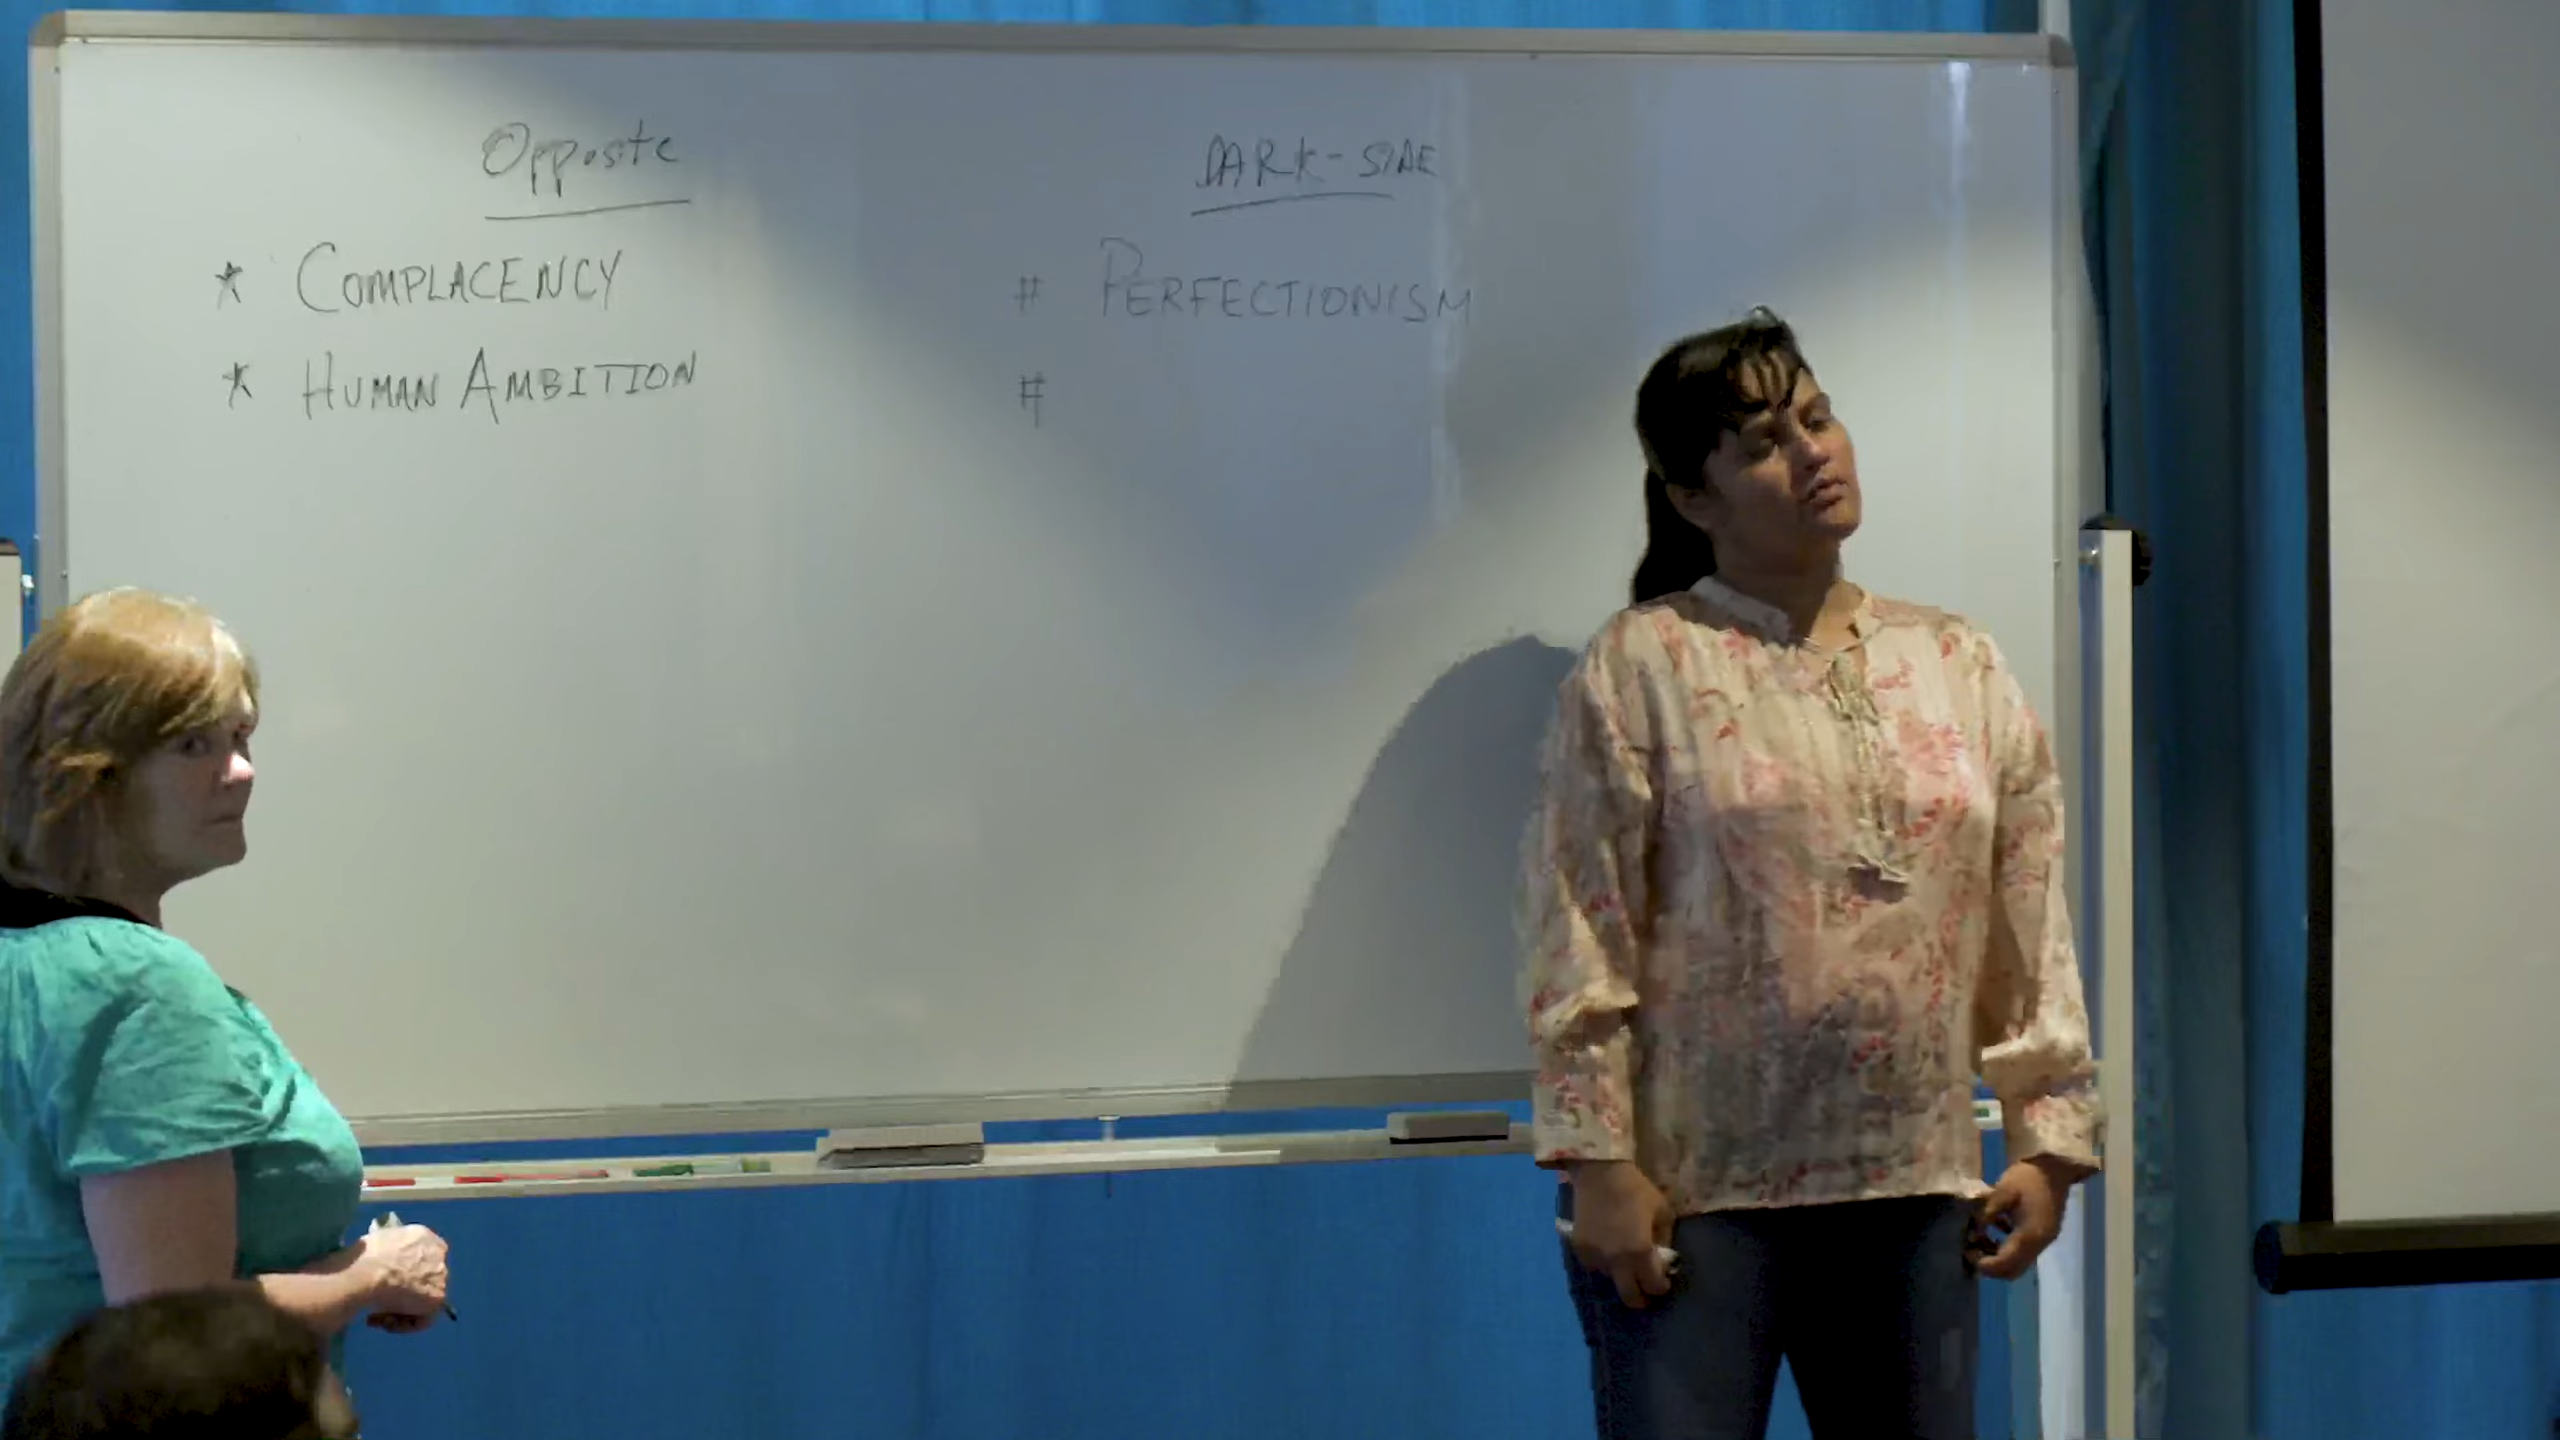 Opposite
DARK-SIDE
* COMPLACENCY
# PERFECTIONISM
* HUMAN AMBITION
#